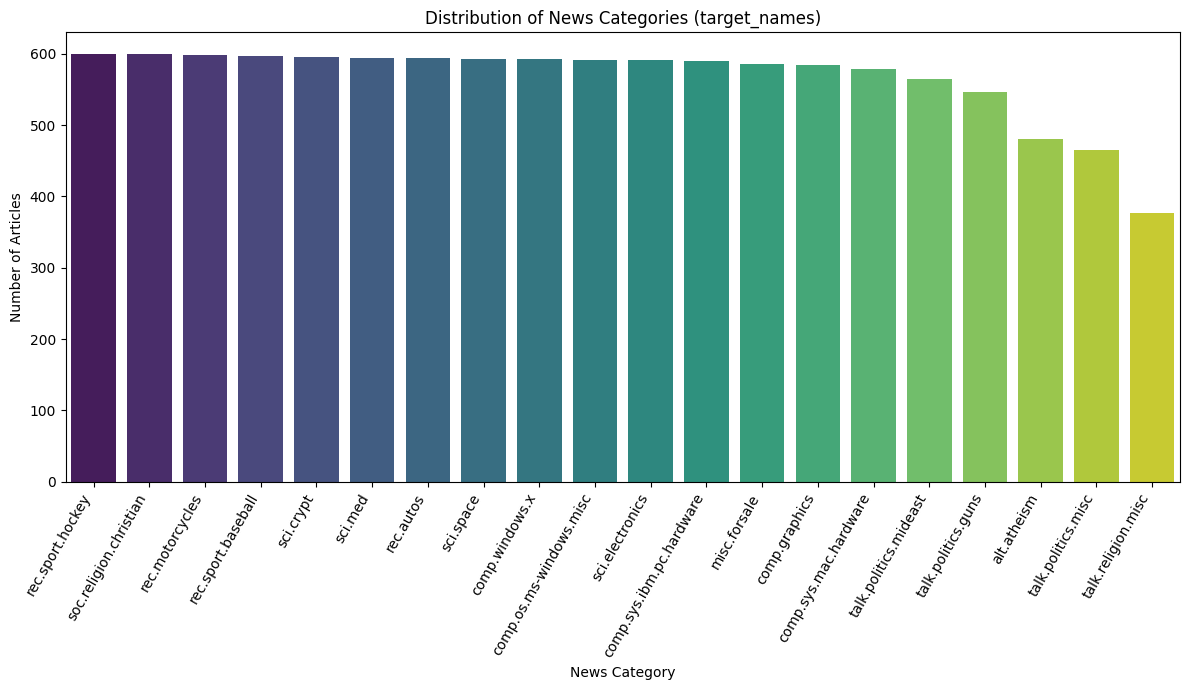 Distribution of News Categories (target_names)
Number of Articles
600
500
400
300
200
100
0
rec.sport.hockey
soc.religion.christian
rec.motorcycles
rec.sport.baseball
sci.crypt
sci.med
rec.autos
sci.space
comp.windows.x
comp.os.ms-windows.misc
sci.electronics
comp.sys.ibm.pc.hardware
misc.forsale
comp.graphics
comp.sys.mac.hardware
talk.politics.mideast
talk.politics.guns
alt.atheism
talk.politics.misc
talk.religion.misc
News Category